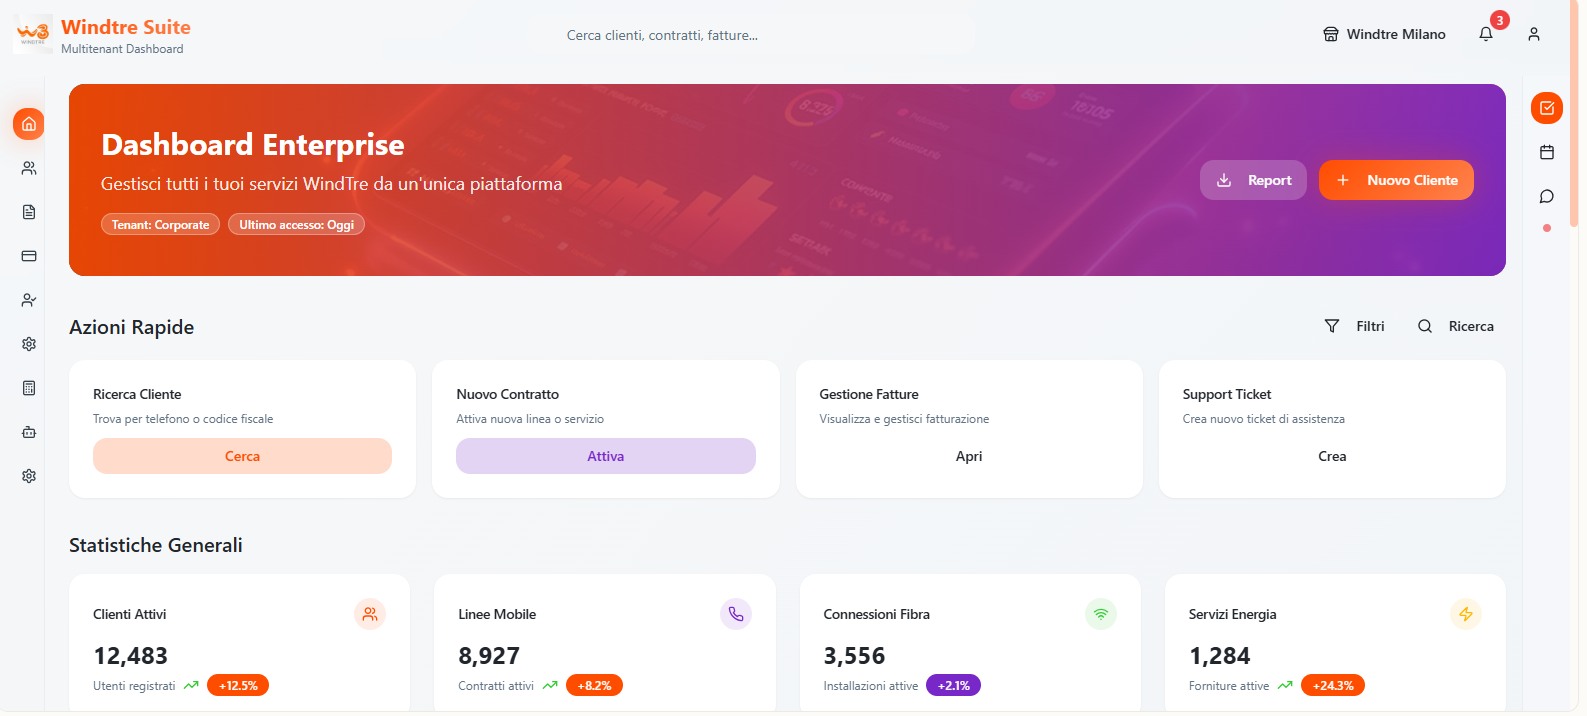 WINDTRE
Windtre Suite
Multitenant Dashboard
Cerca clienti, contratti, fatture...
Windtre Milano
3
Dashboard Enterprise
Gestisci tutti i tuoi servizi WindTre da un'unica piattaforma
Tenant: Corporate
Ultimo accesso: Oggi
Report
Nuovo Cliente
Azioni Rapide
Filtri
Ricerca
Ricerca Cliente
Trova per telefono o codice fiscale
Cerca
Nuovo Contratto
Attiva nuova linea o servizio
Attiva
Gestione Fatture
Visualizza e gestisci fatturazione
Apri
Support Ticket
Crea nuovo ticket di assistenza
Crea
Statistiche Generali
Clienti Attivi
12,483
Utenti registrati +12.5%
Linee Mobile
8,927
Contratti attivi +8.2%
Connessioni Fibra
3,556
Installazioni attive +2.1%
Servizi Energia
1,284
Forniture attive +24.3%